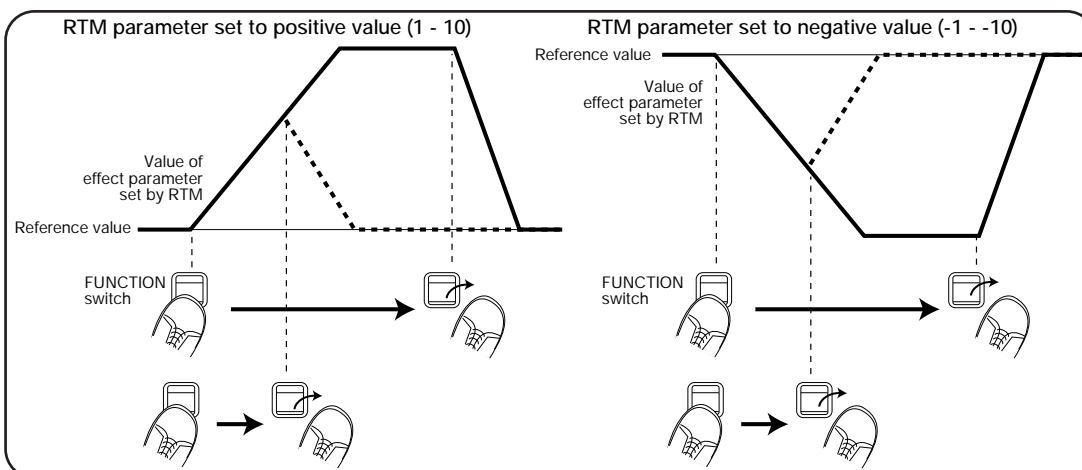 RTM parameter set to positive value (1 - 10)
Value of
effect parameter
set by RTM
Reference value
FUNCTION
switch
RTM parameter set to negative value (-1 - -10)
Reference value
Value of
effect parameter
set by RTM
FUNCTION
switch